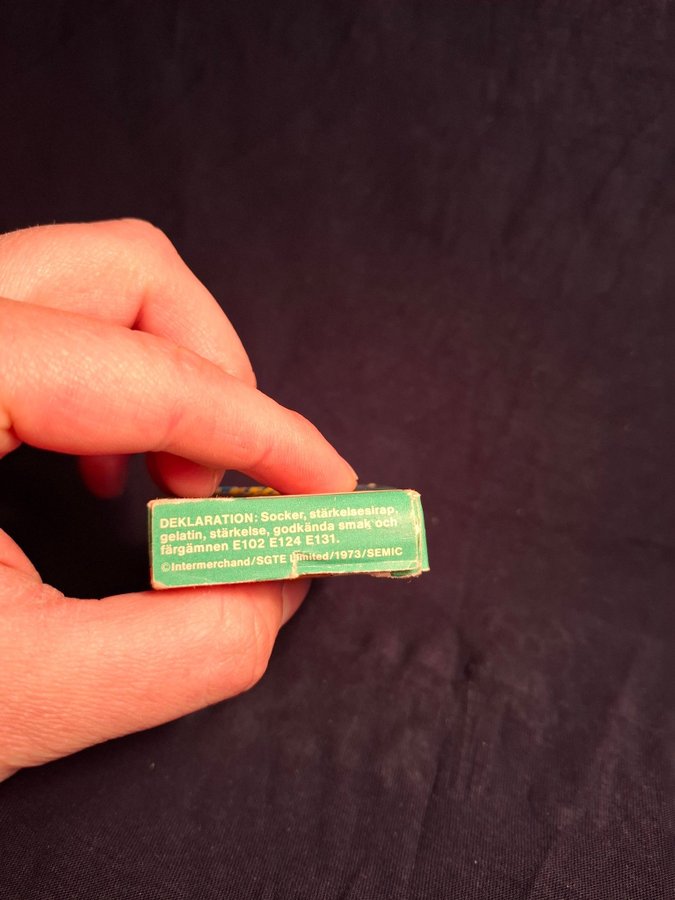 DEKLARATION: Socker, stärkelsesirap,
gelatin, stärkelse, godkända smak och
färgämnen E102 E124 E131.
©Intermerchand/SGTE Limited/1973/SEMIC